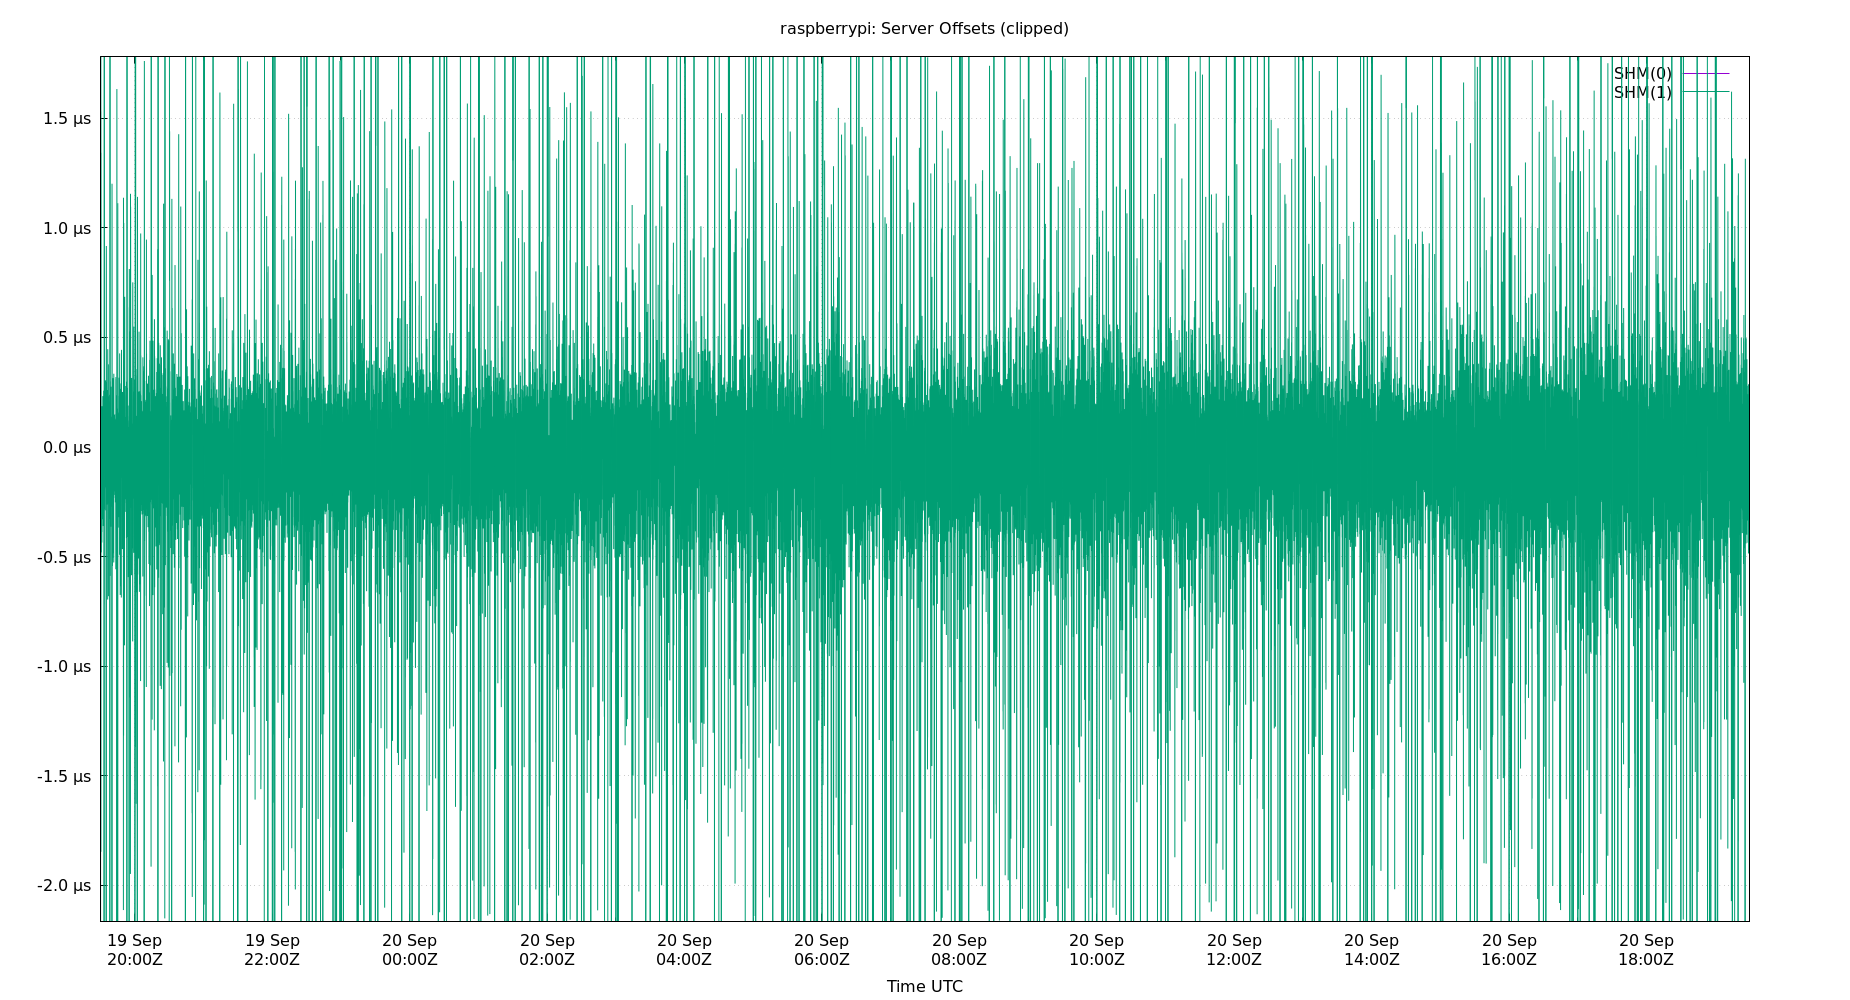 raspberrypi: Server Offsets (clipped)
SHM(0)
SHM(1)
1.5 µs
1.0 µs
0.5 µs
0.0 µs
-0.5 µs
-1.0 µs
-1.5 µs
-2.0 µs
19 Sep 19 Sep 20 Sep 20 Sep 20 Sep 20 Sep 20 Sep 20 Sep 20 Sep 20 Sep 20 Sep 20 Sep
20:00Z 22:00Z 00:00Z 02:00Z 04:00Z 06:00Z 08:00Z 10:00Z 12:00Z 14:00Z 16:00Z 18:00Z
Time UTC